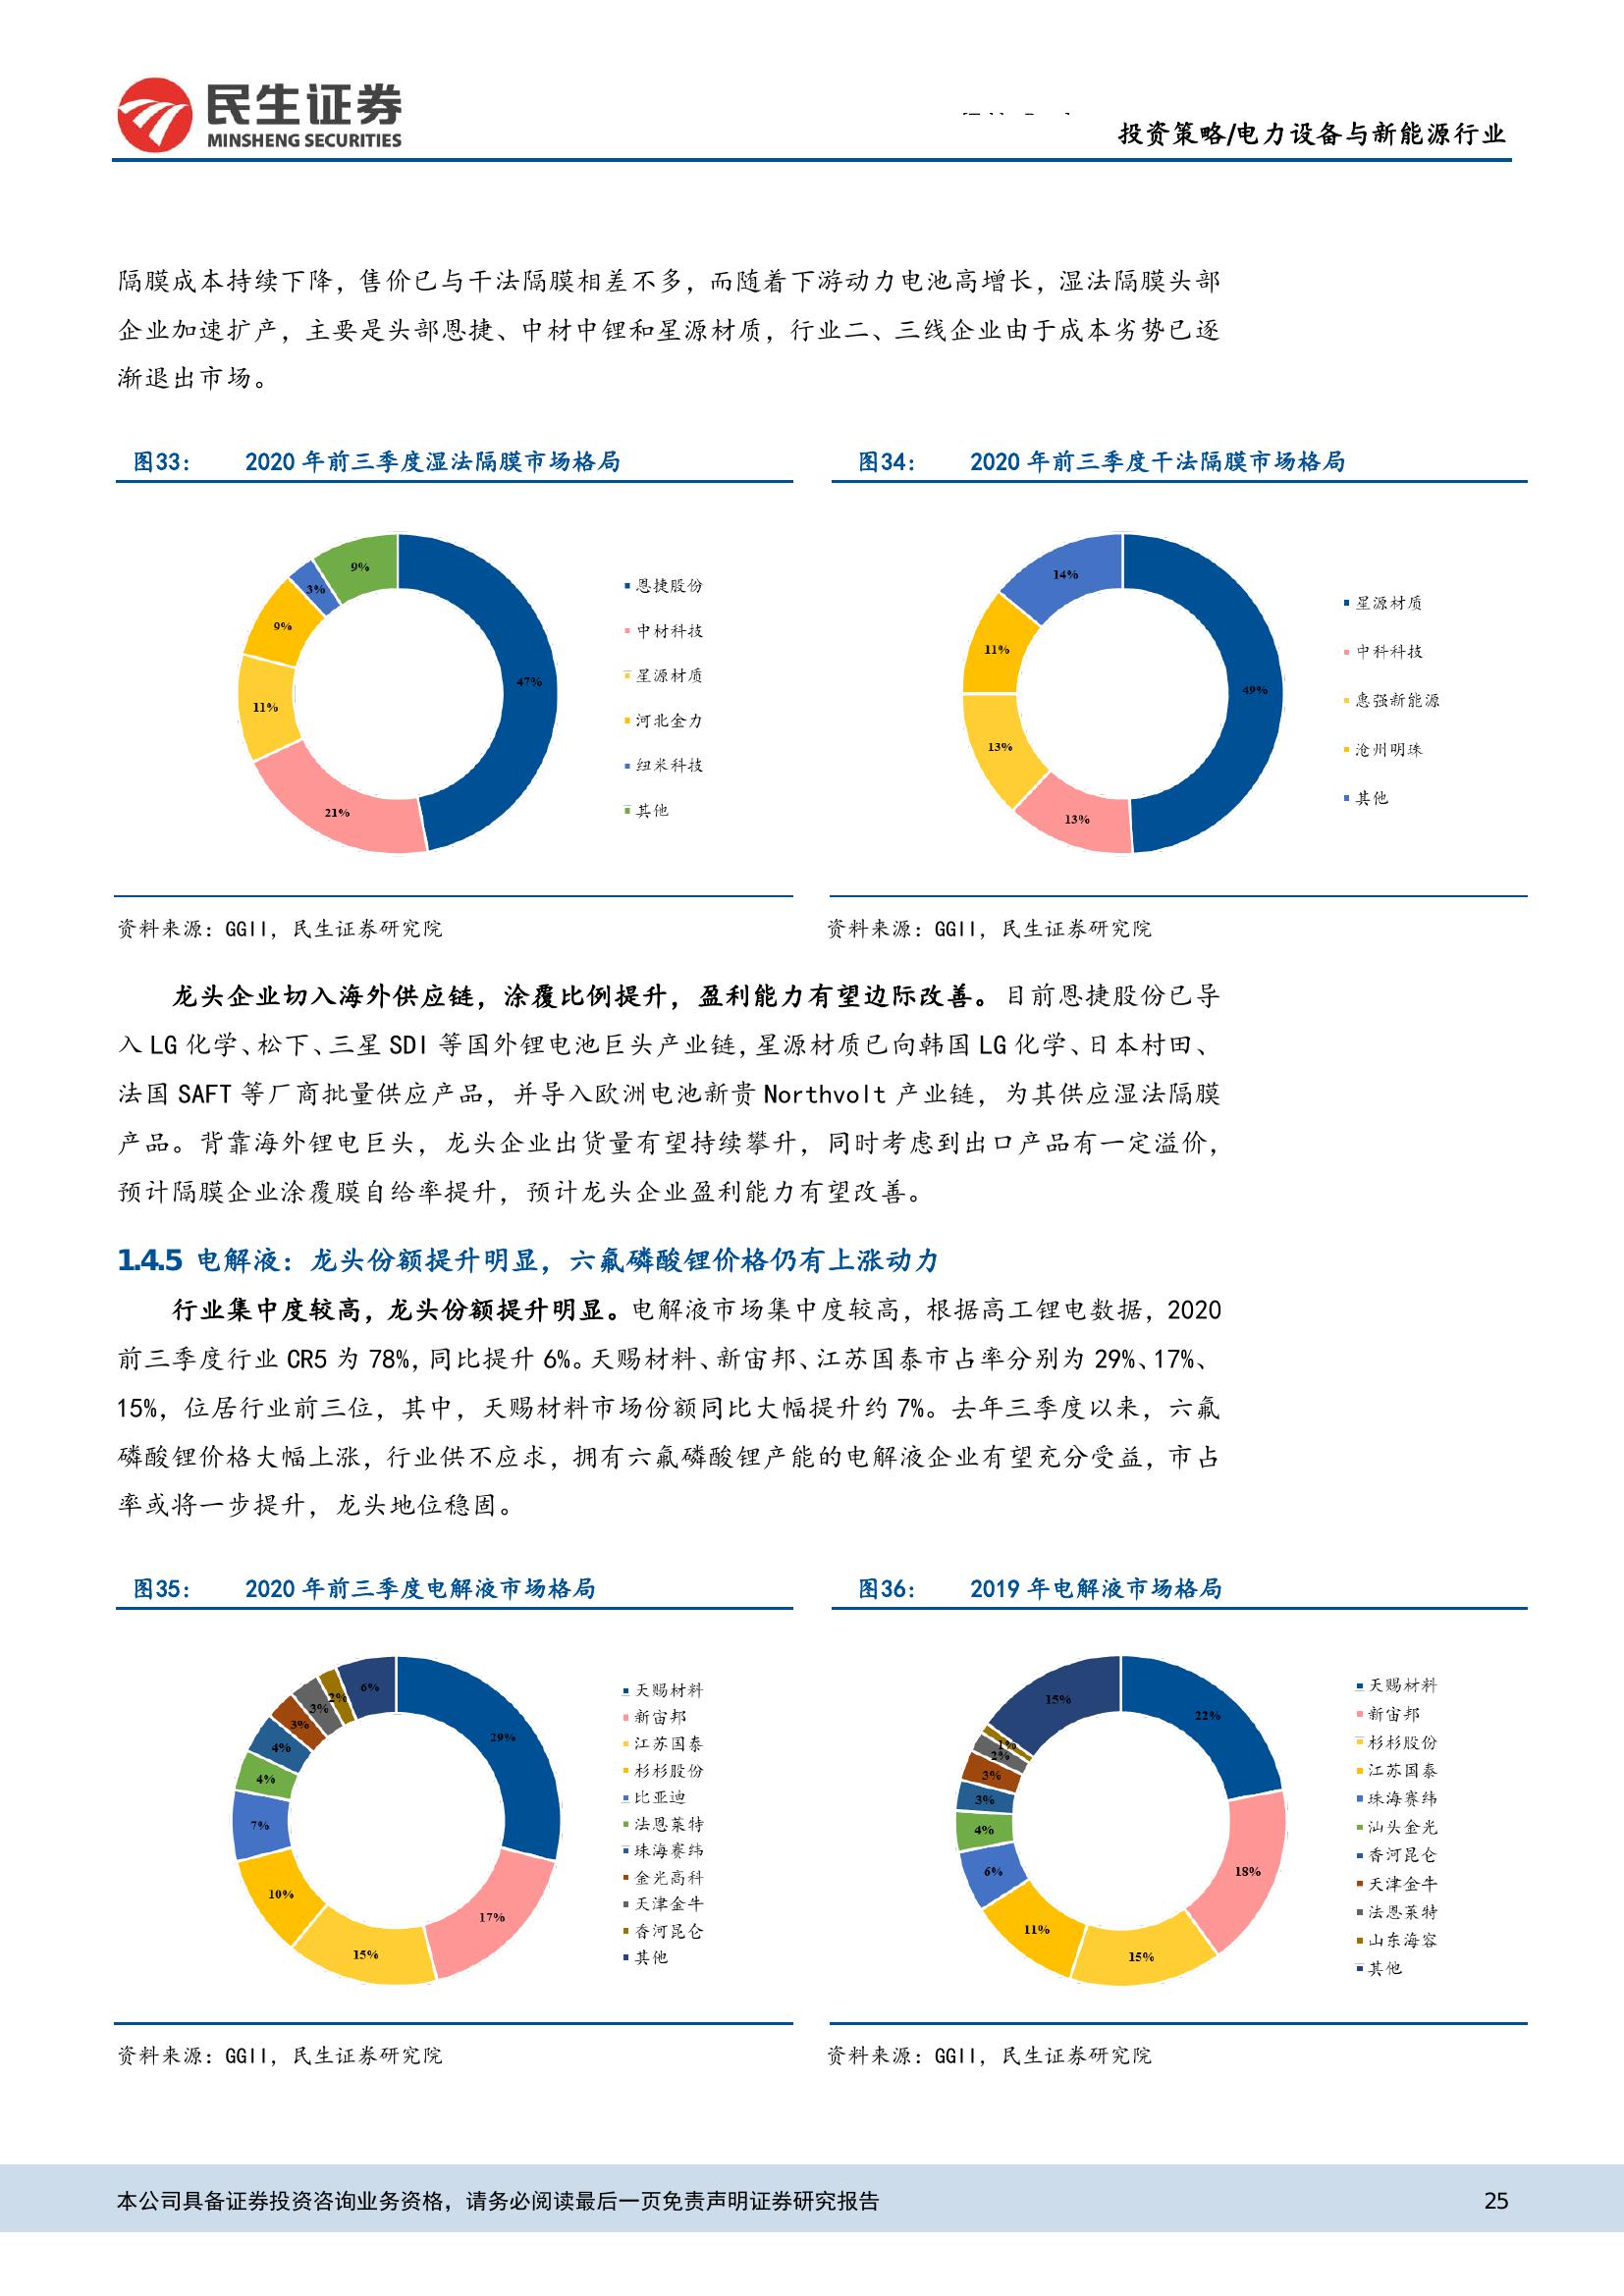 民生证券
MINSHENG SECURITIES
投资策略/电力设备与新能源行业
隔膜成本持续下降，售价已与干法隔膜相差不多，而随着下游动力电池高增长，湿法隔膜头部
企业加速扩产，主要是头部恩捷、中材中锂和星源材质，行业二、三线企业由于成本劣势已逐
渐退出市场。
图33： 2020 年前三季度湿法隔膜市场格局
47%
21%
11%
9%
3%
9%
恩捷股份
中材科技
星源材质
河北金力
纽米科技
其他
资料来源：GGII，民生证券研究院
图34： 2020 年前三季度干法隔膜市场格局
49%
13%
13%
11%
14%
星源材质
中科科技
惠强新能源
沧州明珠
其他
资料来源：GGII，民生证券研究院
龙头企业切入海外供应链，涂覆比例提升，盈利能力有望边际改善。目前恩捷股份已导
入 LG 化学、松下、三星 SDI 等国外锂电池巨头产业链，星源材质已向韩国 LG 化学、日本村田、
法国 SAFT 等厂商批量供应产品，并导入欧洲电池新贵 Northvolt 产业链，为其供应湿法隔膜
产品。背靠海外锂电巨头，龙头企业出货量有望持续攀升，同时考虑到出口产品有一定溢价，
预计隔膜企业涂覆膜自给率提升，预计龙头企业盈利能力有望改善。
1.4.5 电解液：龙头份额提升明显，六氟磷酸锂价格仍有上涨动力
行业集中度较高，龙头份额提升明显。电解液市场集中度较高，根据高工锂电数据，2020
前三季度行业 CR5 为 78%，同比提升 6%。天赐材料、新宙邦、江苏国泰市占率分别为 29%、17%、
15%，位居行业前三位，其中，天赐材料市场份额同比大幅提升约 7%。去年三季度以来，六氟
磷酸锂价格大幅上涨，行业供不应求，拥有六氟磷酸锂产能的电解液企业有望充分受益，市占
率或将一步提升，龙头地位稳固。
图35： 2020 年前三季度电解液市场格局
29%
17%
15%
10%
7%
4%
4%
3%
3%
2%
6%
天赐材料
新宙邦
江苏国泰
杉杉股份
比亚迪
法恩莱特
珠海赛纬
金光高科
天津金牛
香河昆仑
其他
资料来源：GGII，民生证券研究院
图36： 2019 年电解液市场格局
22%
18%
15%
11%
6%
4%
3%
3%
2%
1%
15%
天赐材料
新宙邦
杉杉股份
江苏国泰
珠海赛纬
汕头金光
香河昆仑
天津金牛
法恩莱特
山东海容
其他
资料来源：GGII，民生证券研究院
本公司具备证券投资咨询业务资格，请务必阅读最后一页免责声明证券研究报告 25